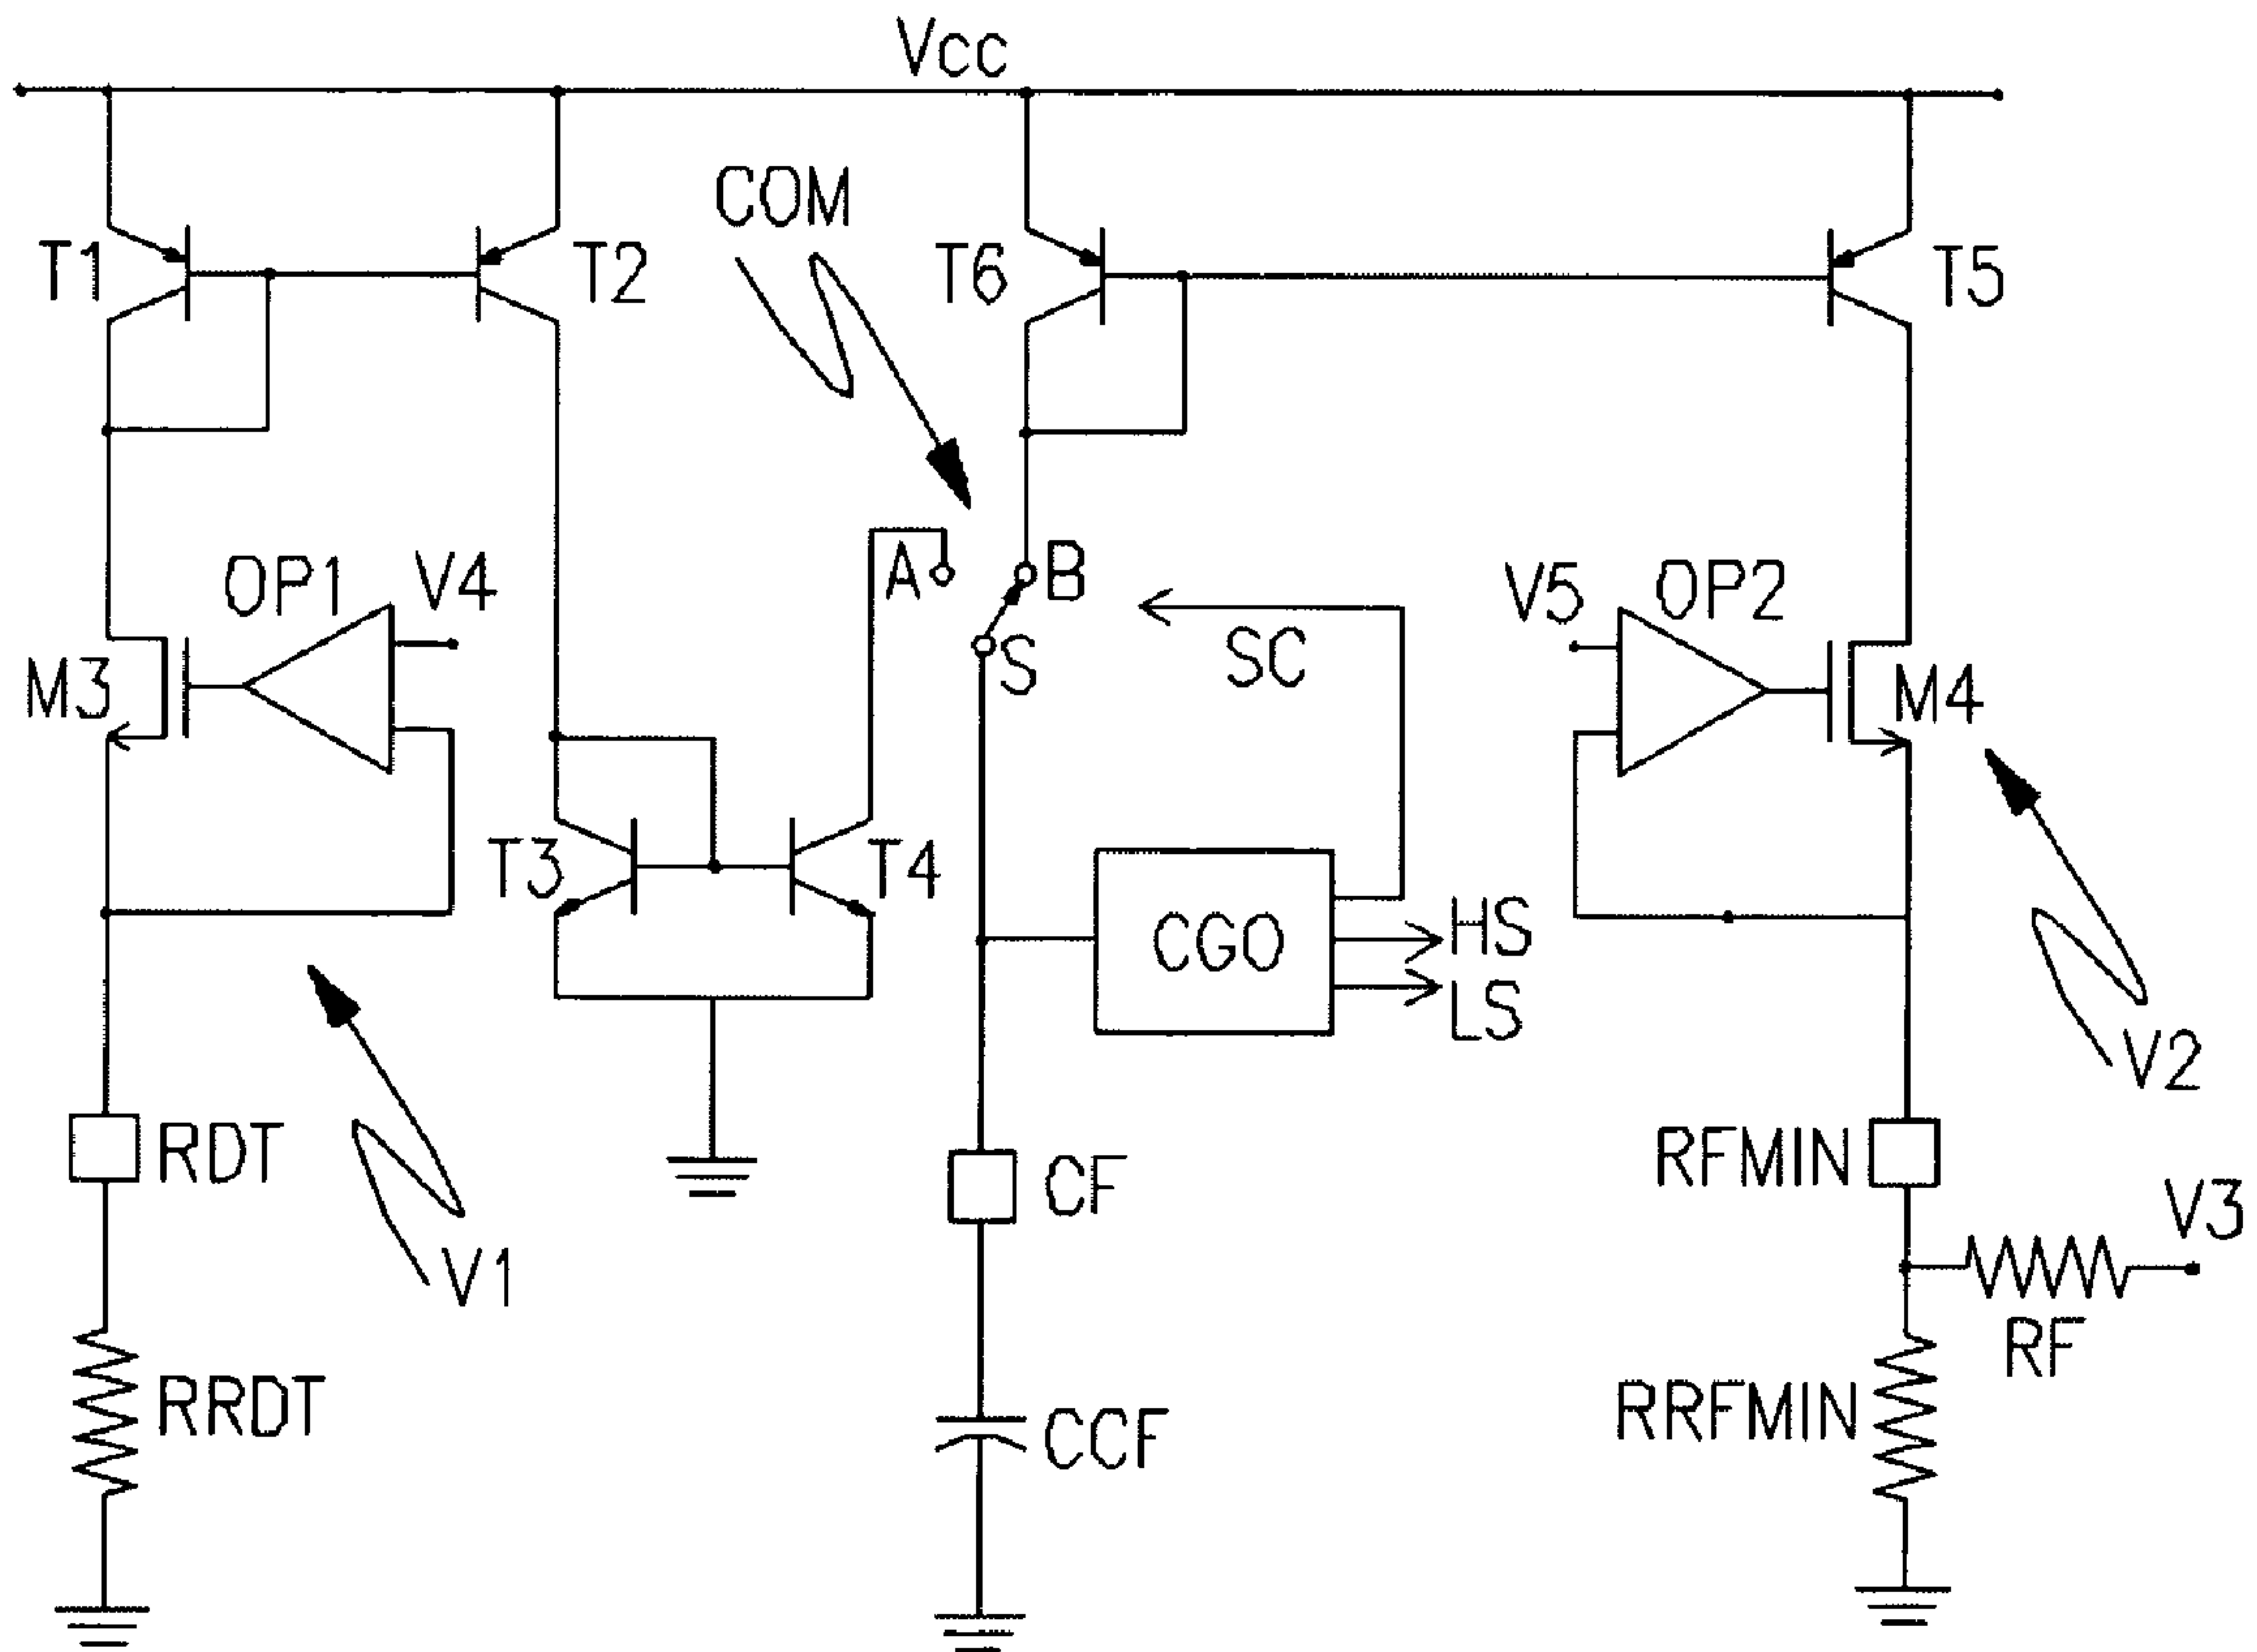 Vcc
COM
T1
T2
T6
T5
A
B
OP1
V4
V5
OP2
S
SC
M3
M4
T3
T4
CGO
HS
LS
V2
RDT
CF
RFMIN
V3
V1
RF
RRDT
CCF
RRFMIN